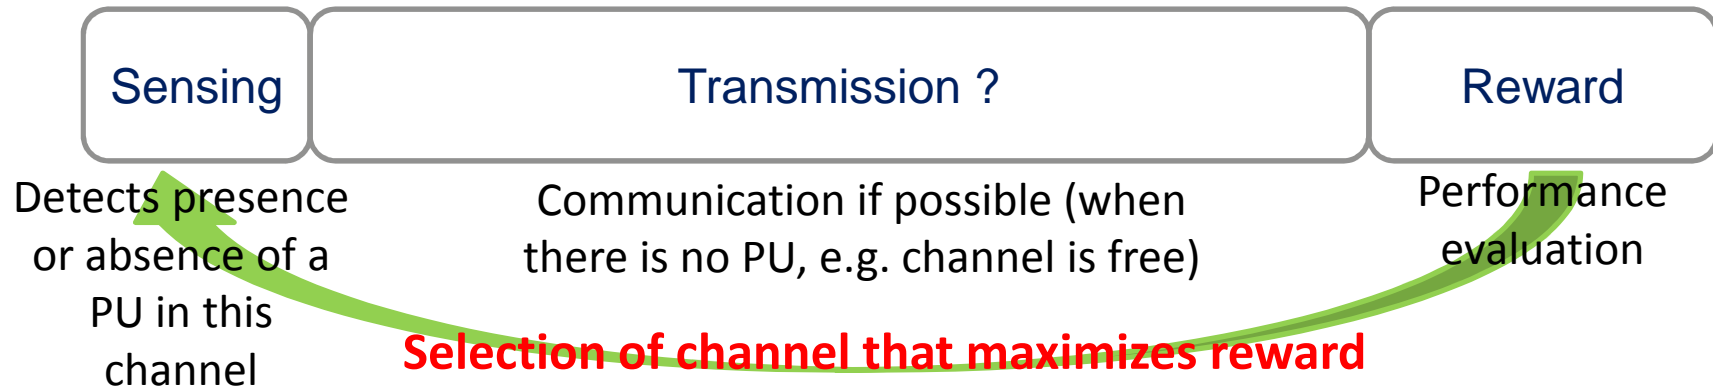 Sensing
Transmission ?
Reward
Detects presence
or absence of a
PU in this
channel
Communication if possible (when
there is no PU, e.g. channel is free)
Performance
evaluation
Selection of channel that maximizes reward